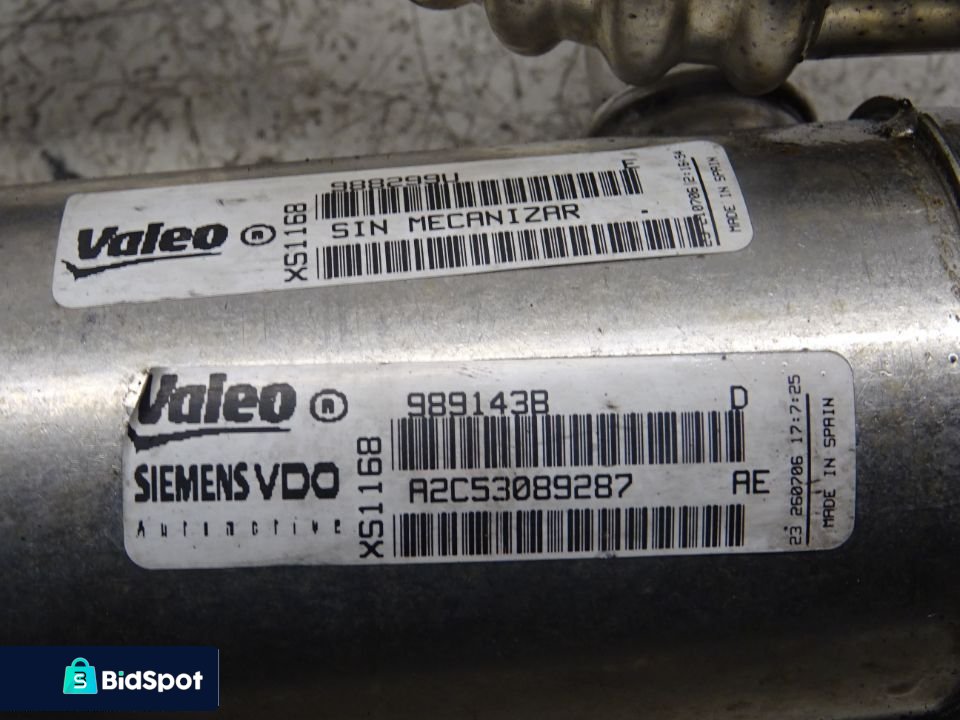 Valeo
XS1168
988299U
SIN MECANIZAR
MADE IN SPAIN
Valeo
SIEMENS VDO
Automotive
XS1168
989143B D
A2C53089287 AE
23 260706 17:7:25
MADE IN SPAIN
BidSpot